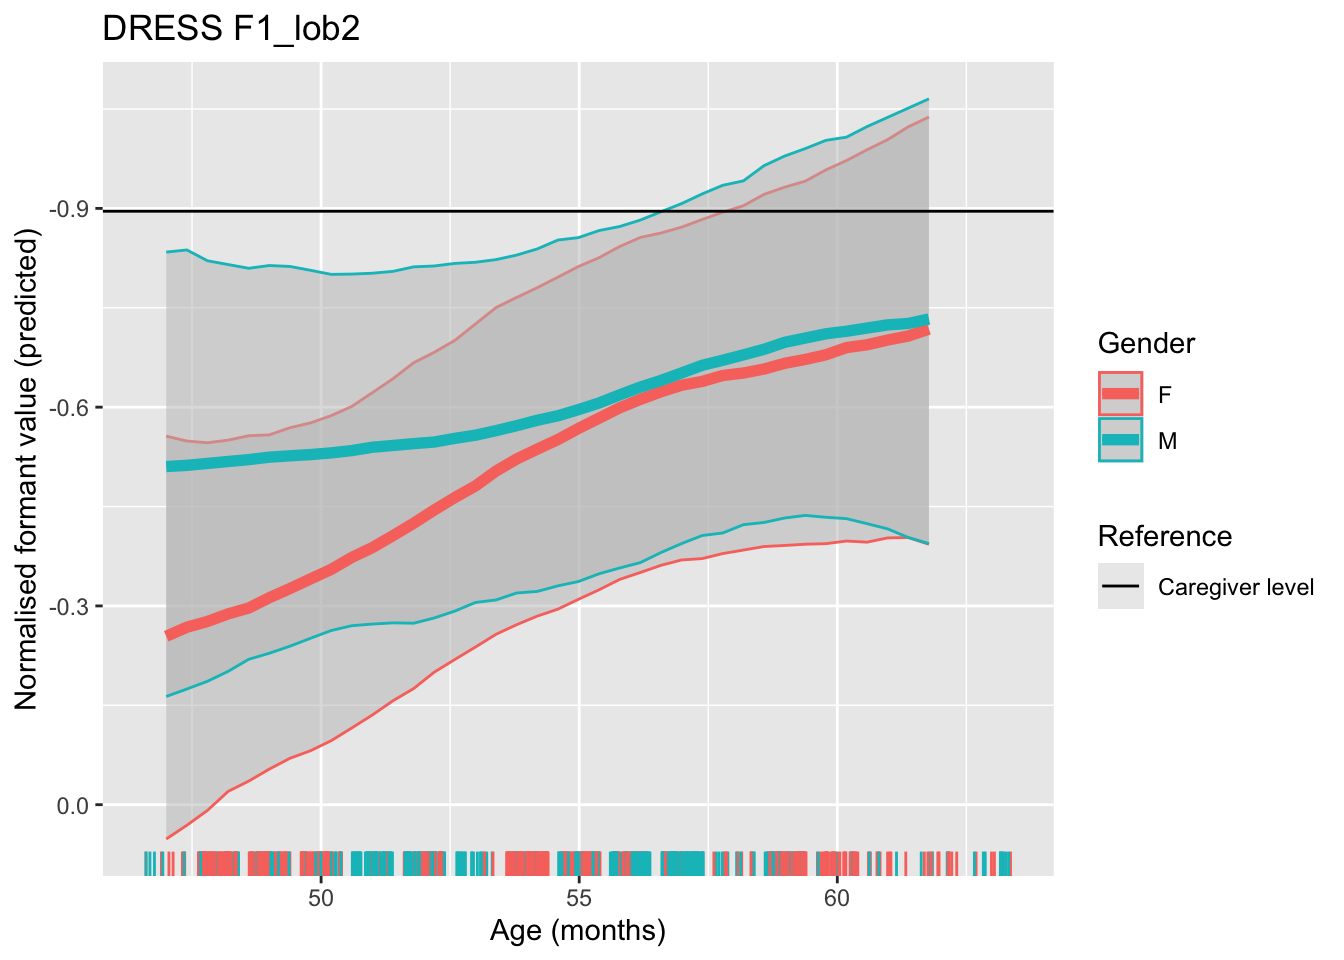 DRESS F1_lob2
Normalised formant value (predicted)
-0.9
-0.6
-0.3
0.0
50
55
60
Age (months)
Gender
F
M
Reference
Caregiver level